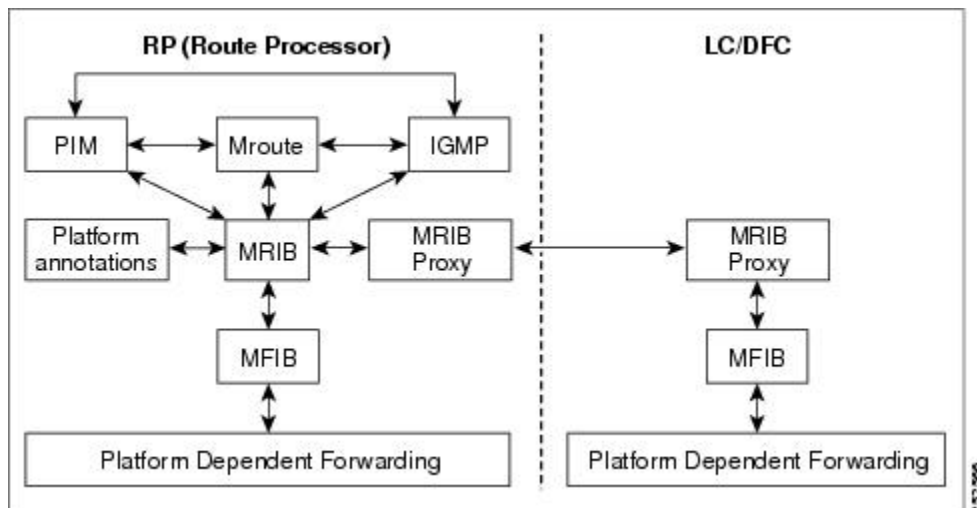 RP (Route Processor)
LC/DFC
PIM
Mroute
IGMP
Platform
annotations
MRIB
MRIB
Proxy
MRIB
Proxy
MFIB
MFIB
Platform Dependent Forwarding
Platform Dependent Forwarding